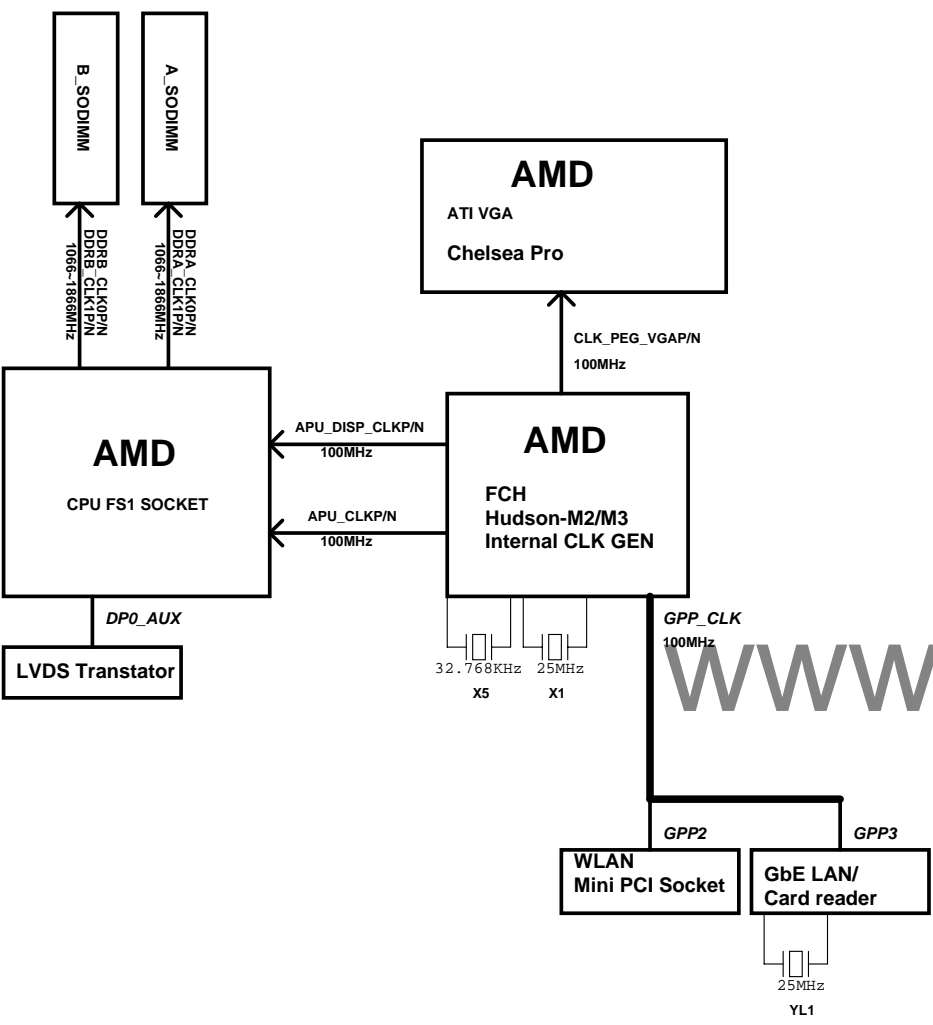 B_SODIMM
A_SODIMM
DDRB_CLK0P/N
DDRB_CLK1P/N
1066~1866MHz
DDRA_CLK0P/N
DDRA_CLK1P/N
1066~1866MHz
AMD
ATI VGA
Chelsea Pro
CLK_PEG_VGAP/N
100MHz
AMD
CPU FS1 SOCKET
APU_DISP_CLKP/N
100MHz
APU_CLKP/N
100MHz
AMD
FCH
Hudson-M2/M3
Internal CLK GEN
DP0_AUX
LVDS Transtator
32.768KHz
X5
25MHz
X1
GPP_CLK
100MHz
www
GPP2
GPP3
WLAN
Mini PCI Socket
GbE LAN/
Card reader
25MHz
YL1